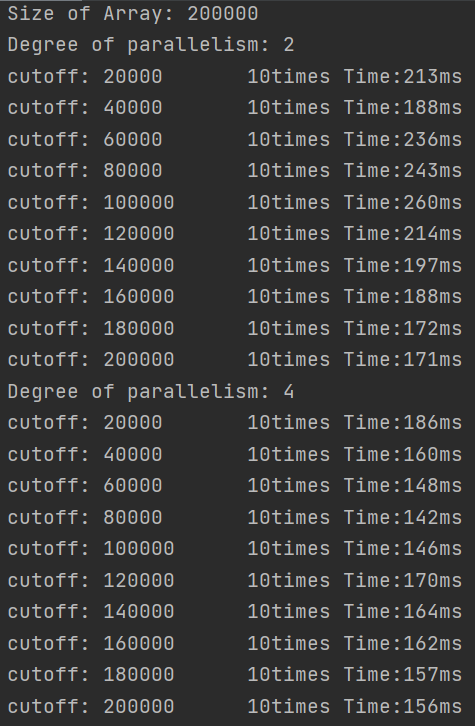 Size of Array: 200000
Degree of parallelism: 2
cutoff: 20000 10times Time:213ms
cutoff: 40000 10times Time:188ms
cutoff: 60000 10times Time:236ms
cutoff: 80000 10times Time:243ms
cutoff: 100000 10times Time:260ms
cutoff: 120000 10times Time:214ms
cutoff: 140000 10times Time:197ms
cutoff: 160000 10times Time:188ms
cutoff: 180000 10times Time:172ms
cutoff: 200000 10times Time:171ms
Degree of parallelism: 4
cutoff: 20000 10times Time:186ms
cutoff: 40000 10times Time:160ms
cutoff: 60000 10times Time:148ms
cutoff: 80000 10times Time:142ms
cutoff: 100000 10times Time:146ms
cutoff: 120000 10times Time:170ms
cutoff: 140000 10times Time:164ms
cutoff: 160000 10times Time:162ms
cutoff: 180000 10times Time:157ms
cutoff: 200000 10times Time:156ms